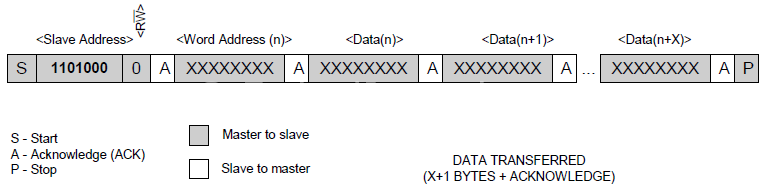 <R/W>
<Slave Address> <Word Address (n)> <Data(n)> <Data(n+1)> <Data(n+X)>
S 1101000 0 A XXXXXXXX A XXXXXXXX A XXXXXXXX A ... XXXXXXXX A P
S - Start
A - Acknowledge (ACK)
P - Stop
Master to slave
Slave to master
DATA TRANSFERRED
(X+1 BYTES + ACKNOWLEDGE)